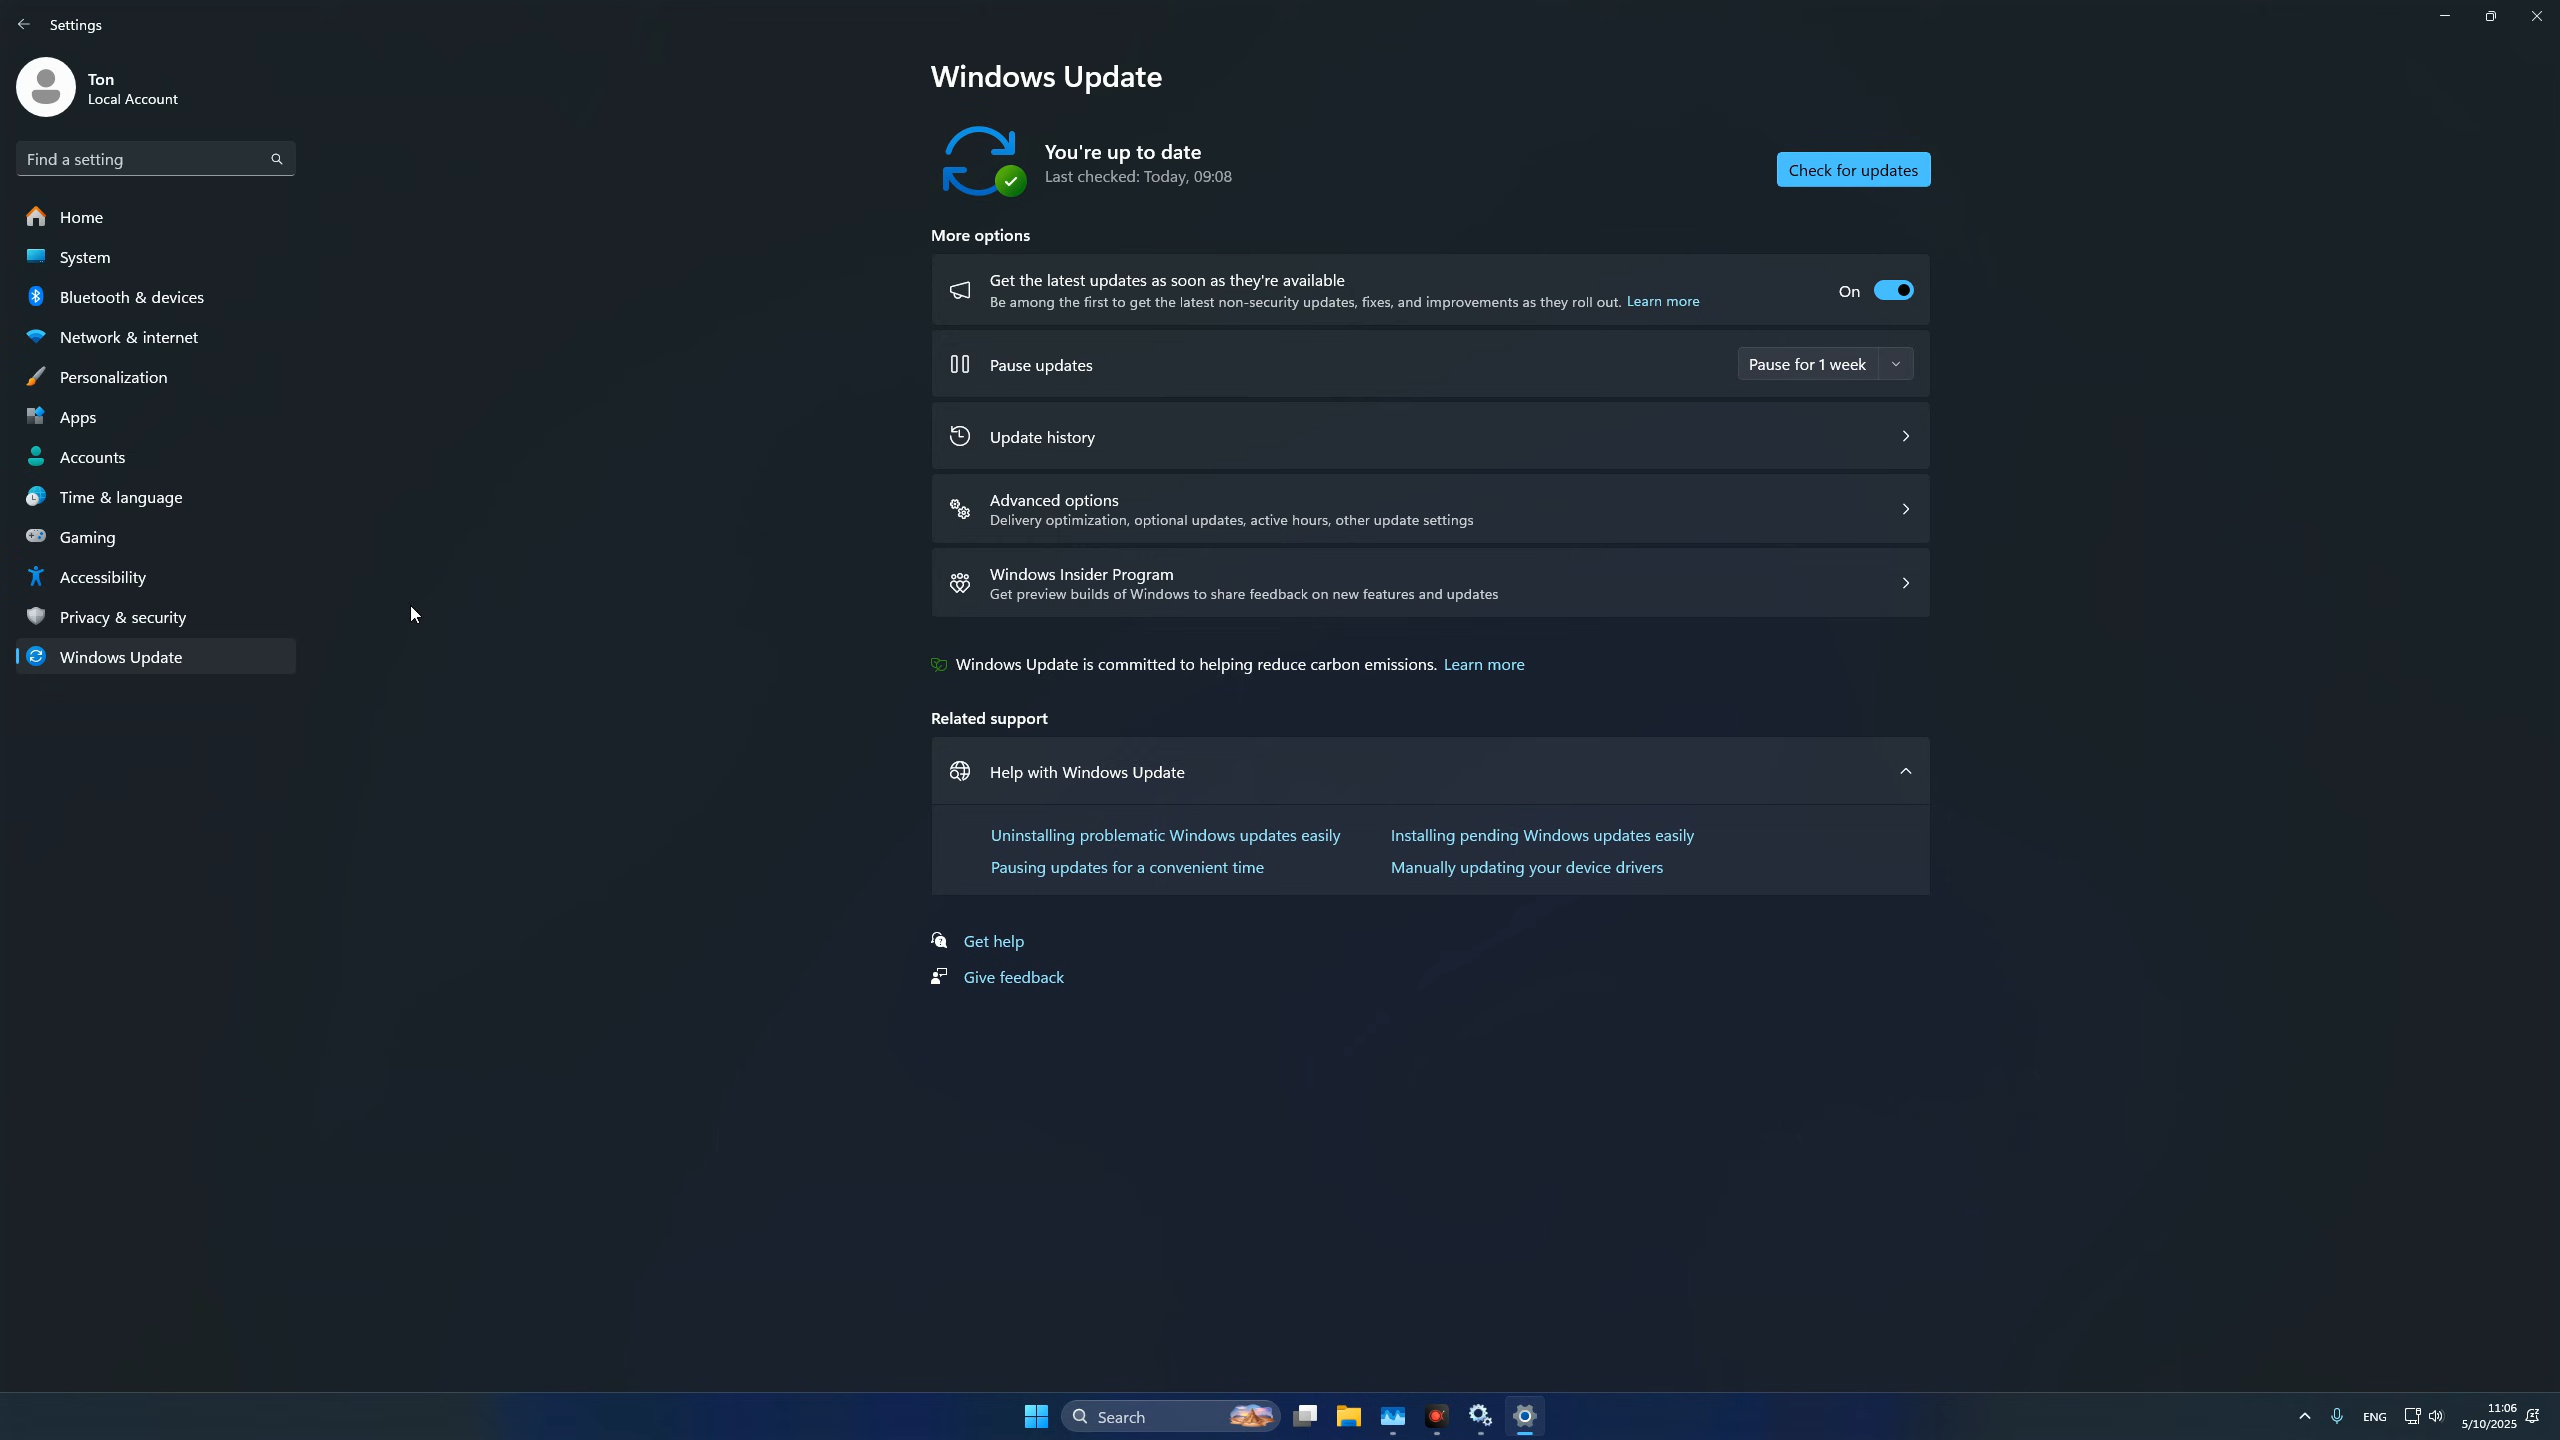 Settings
Ton
Local Account
Find a setting
Home
System
Bluetooth & devices
Network & internet
Personalization
Apps
Accounts
Time & language
Gaming
Accessibility
Privacy & security
Windows Update
Windows Update
You're up to date
Last checked: Today, 09:08
Check for updates
More options
Get the latest updates as soon as they're available
Be among the first to get the latest non-security updates, fixes, and improvements as they roll out. Learn more
On
Pause updates
Pause for 1 week
Update history
Advanced options
Delivery optimization, optional updates, active hours, other update settings
Windows Insider Program
Get preview builds of Windows to share feedback on new features and updates
Windows Update is committed to helping reduce carbon emissions. Learn more
Related support
Help with Windows Update
Uninstalling problematic Windows updates easily
Installing pending Windows updates easily
Pausing updates for a convenient time
Manually updating your device drivers
Get help
Give feedback
Search
ENG
11:06
5/10/2025